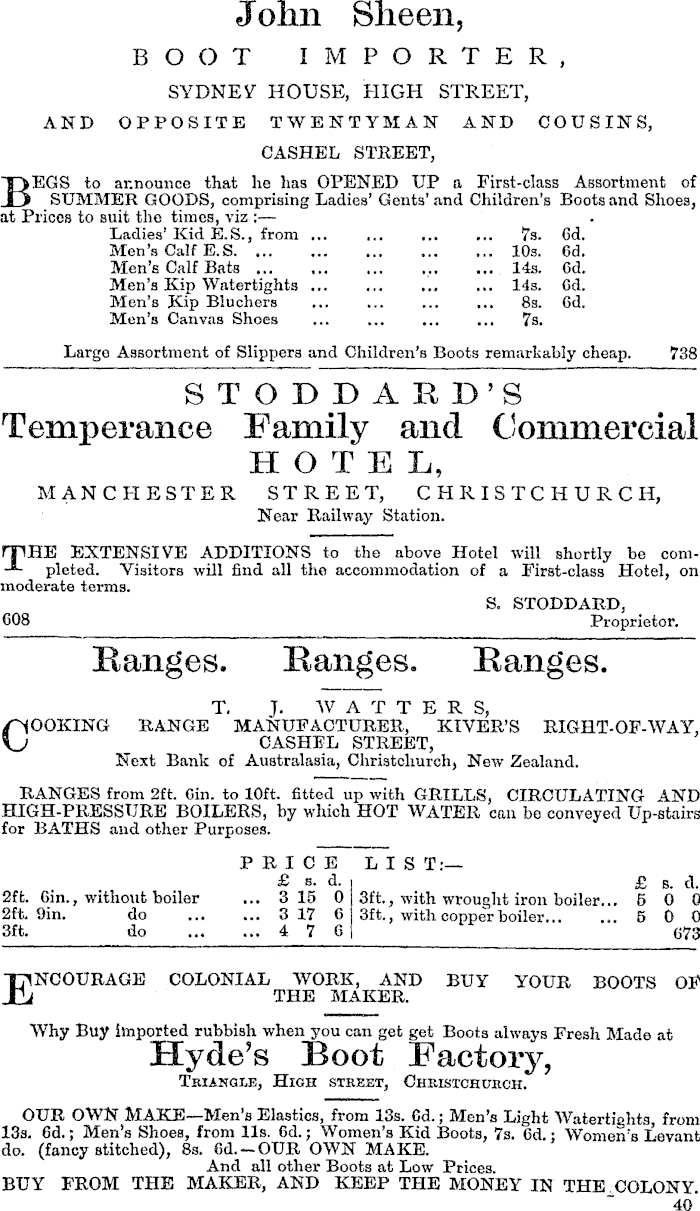 John Sheen,
BOOT IMPORTER,
SYDNEY HOUSE, HIGH STREET,
AND OPPOSITE TWENTYMAN AND COUSINS,
CASHEL STREET,
BEGS to announce that he has OPENED UP a First-class Assortment of
SUMMER GOODS, comprising Ladies' Gents' and Children's Boots and Shoes,
at Prices to suit the times, viz :—
Ladies' Kid E.S., from ... ... ... ... 7s. 6d.
Men's Calf E.S. ... ... ... ... 10s. 6d.
Men's Calf Bats ... ... ... ... 14s. 6d.
Men's Kip Watertights ... ... ... ... 14s. 6d.
Men's Kip Bluchers ... ... ... ... 8s. 6d.
Men's Canvas Shoes ... ... ... ... 7s.
Large Assortment of Slippers and Children's Boots remarkably cheap. 738
STODDARD'S
Temperance Family and Commercial
HOTEL,
MANCHESTER STREET, CHRISTCHURCH,
Near Railway Station.
THE EXTENSIVE ADDITIONS to the above Hotel will shortly be com-
pleted. Visitors will find all the accommodation of a First-class Hotel, on
moderate terms.
S. STODDARD,
608 Proprietor.
Ranges. Ranges. Ranges.
T. J. WATTERS,
COOKING RANGE MANUFACTURER, KIVER'S RIGHT-OF-WAY,
CASHEL STREET,
Next Bank of Australasia, Christchurch, New Zealand.
RANGES from 2ft. 6in. to 10ft. fitted up with GRILLS, CIRCULATING AND
HIGH-PRESSURE BOILERS, by which HOT WATER can be conveyed Up-stairs
for BATHS and other Purposes.
PRICE LIST:—
£ s. d. £ s. d.
2ft. 6in., without boiler ... 3 15 0 3ft., with wrought iron boiler... 5 0 0
2ft. 9in. do ... ... 3 17 6 3ft., with copper boiler... ... 5 0 0
3ft. do ... ... 4 7 6 673
ENCOURAGE COLONIAL WORK, AND BUY YOUR BOOTS OF
THE MAKER.
Why Buy imported rubbish when you can get get Boots always Fresh Made at
Hyde's Boot Factory,
TRIANGLE, HIGH STREET, CHRISTCHURCH.
OUR OWN MAKE—Men's Elastics, from 13s. 6d.; Men's Light Watertights, from
13s. 6d.; Men's Shoes, from 11s. 6d.; Women's Kid Boots, 7s. 6d.; Women's Levant
do. (fancy stitched), 8s. 6d.—OUR OWN MAKE.
And all other Boots at Low Prices.
BUY FROM THE MAKER, AND KEEP THE MONEY IN THE COLONY.
40